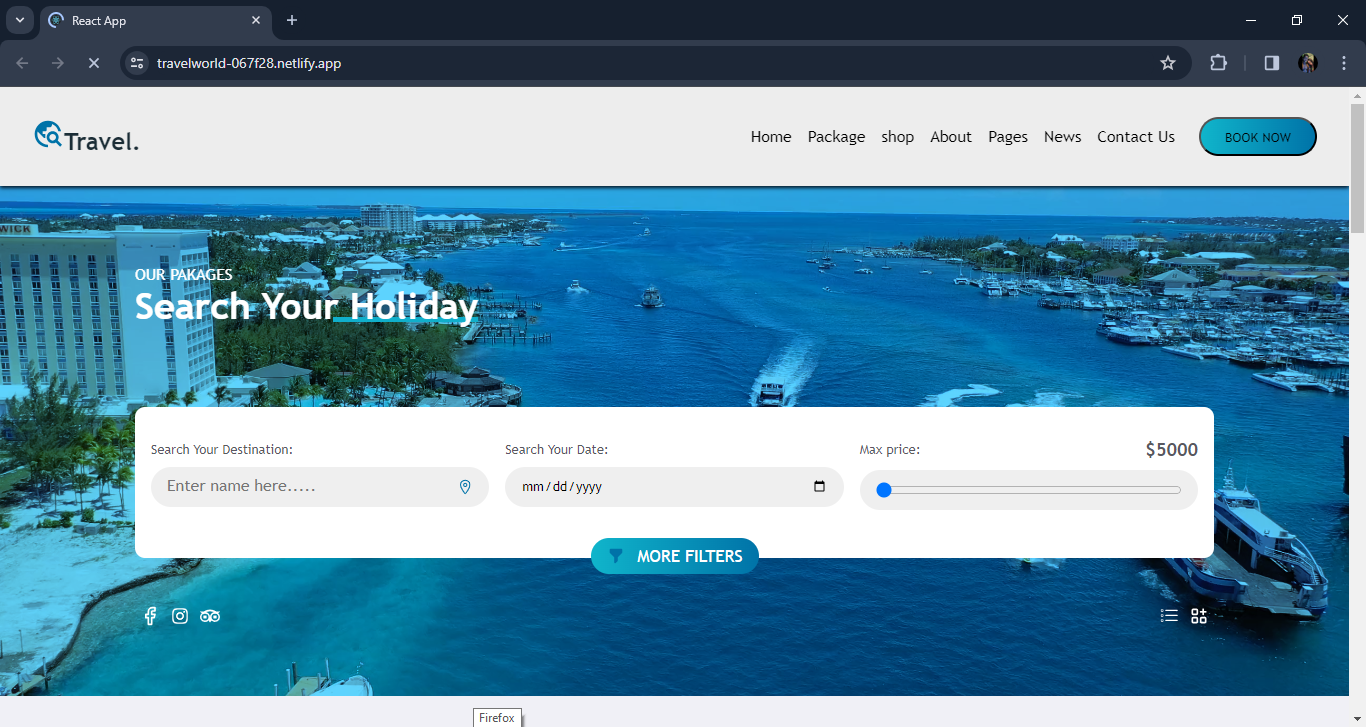 React App
travelworld-067f28.netlify.app
Travel.
Home Package shop About Pages News Contact Us BOOK NOW
WICK
OUR PAKAGES
Search Your Holiday
Search Your Destination: Search Your Date: Max price: $5000
Enter name here..... mm/dd/yyyy
MORE FILTERS
Firefox